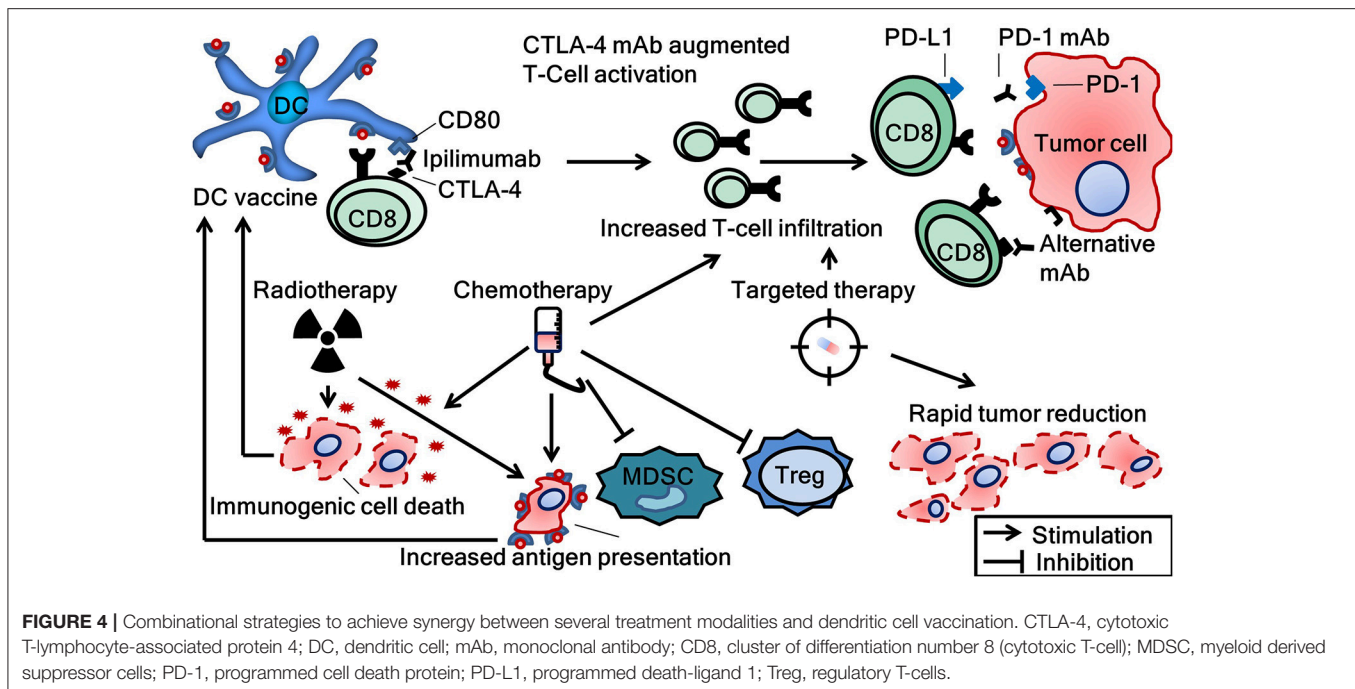 CTLA-4 mAb augmented
T-Cell activation
PD-L1
PD-1 mAb
DC
CD80
Ipilimumab
CTLA-4
CD8
DC vaccine
CD8
PD-1
Tumor cell
Increased T-cell infiltration
CD8
Alternative
mAb
Radiotherapy
Chemotherapy
Targeted therapy
Immunogenic cell death
MDSC
Treg
Rapid tumor reduction
Increased antigen presentation
Stimulation
Inhibition
FIGURE 4 | Combinational strategies to achieve synergy between several treatment modalities and dendritic cell vaccination. CTLA-4, cytotoxic
T-lymphocyte-associated protein 4; DC, dendritic cell; mAb, monoclonal antibody; CD8, cluster of differentiation number 8 (cytotoxic T-cell); MDSC, myeloid derived
suppressor cells; PD-1, programmed cell death protein; PD-L1, programmed death-ligand 1; Treg, regulatory T-cells.